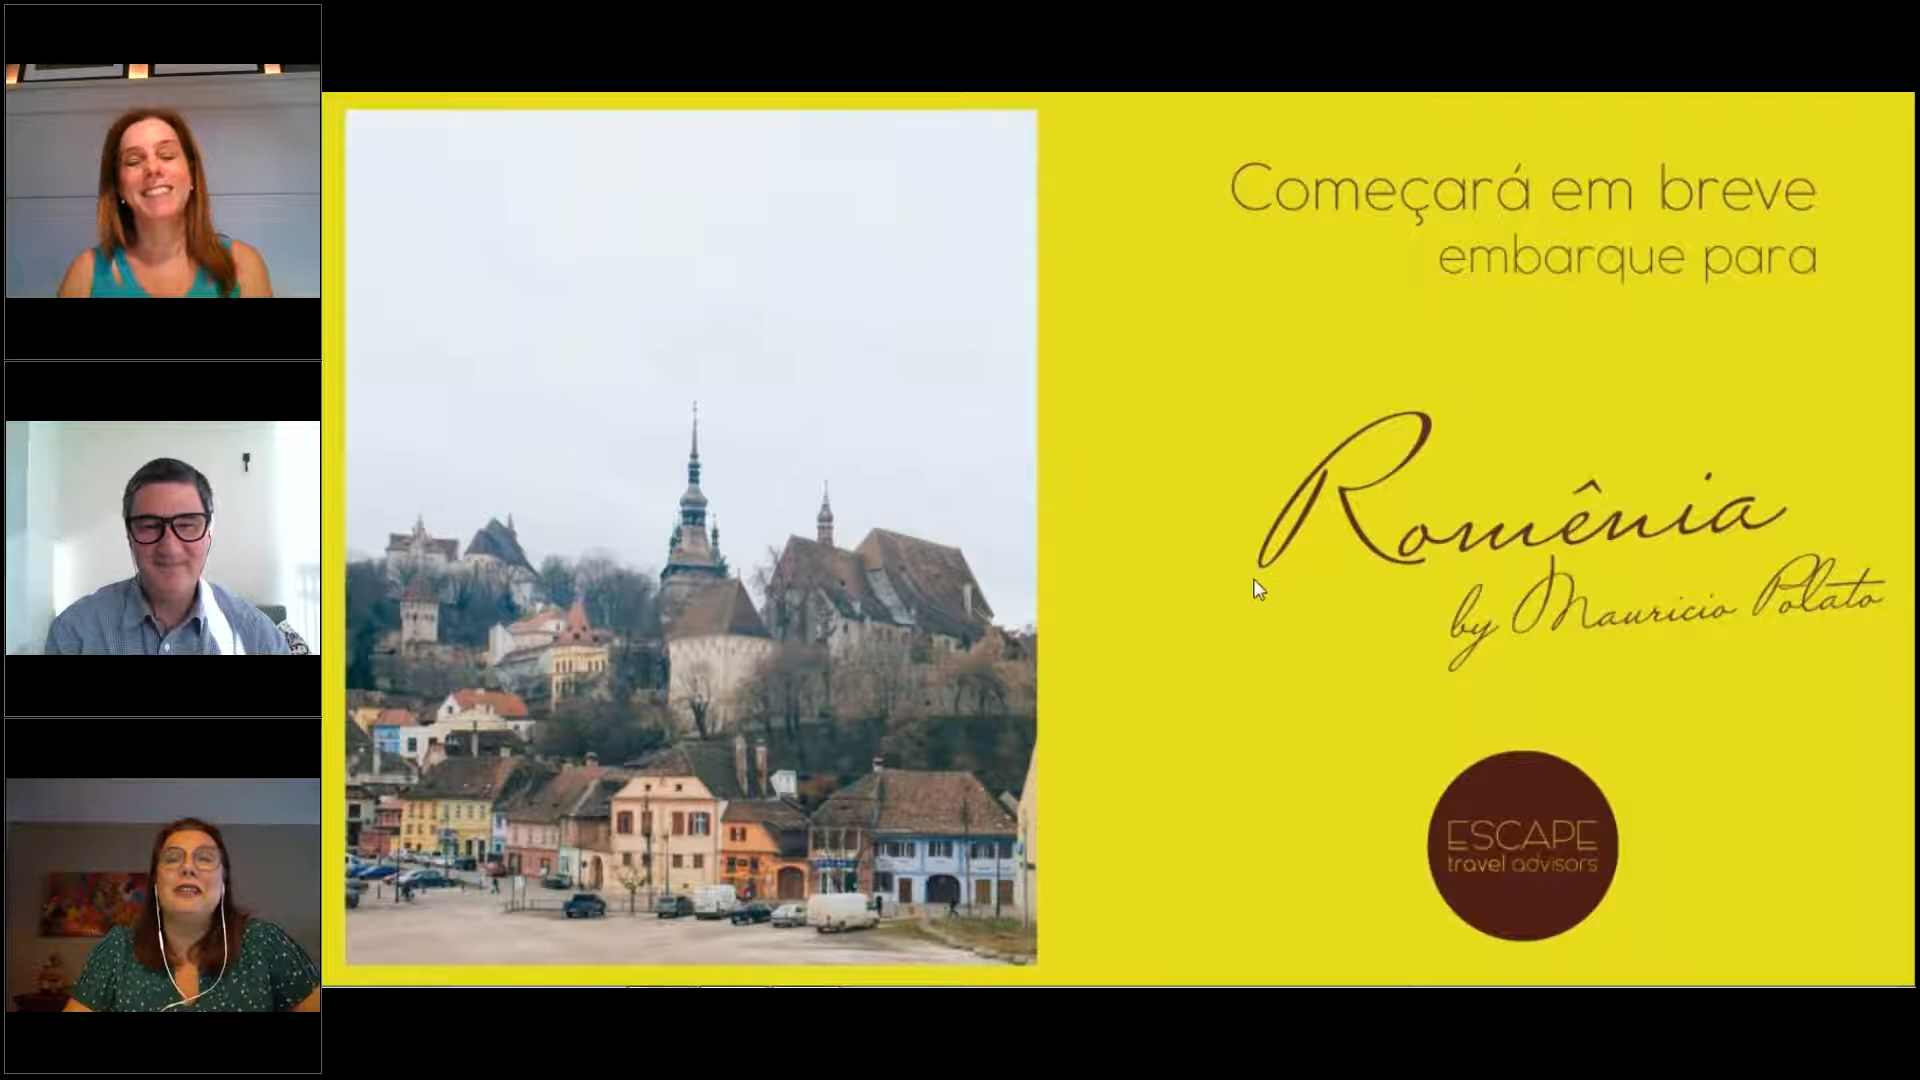 Começará em breve
embarque para
Romênia
by Mauricio Polato
ESCAPE
travel advisors